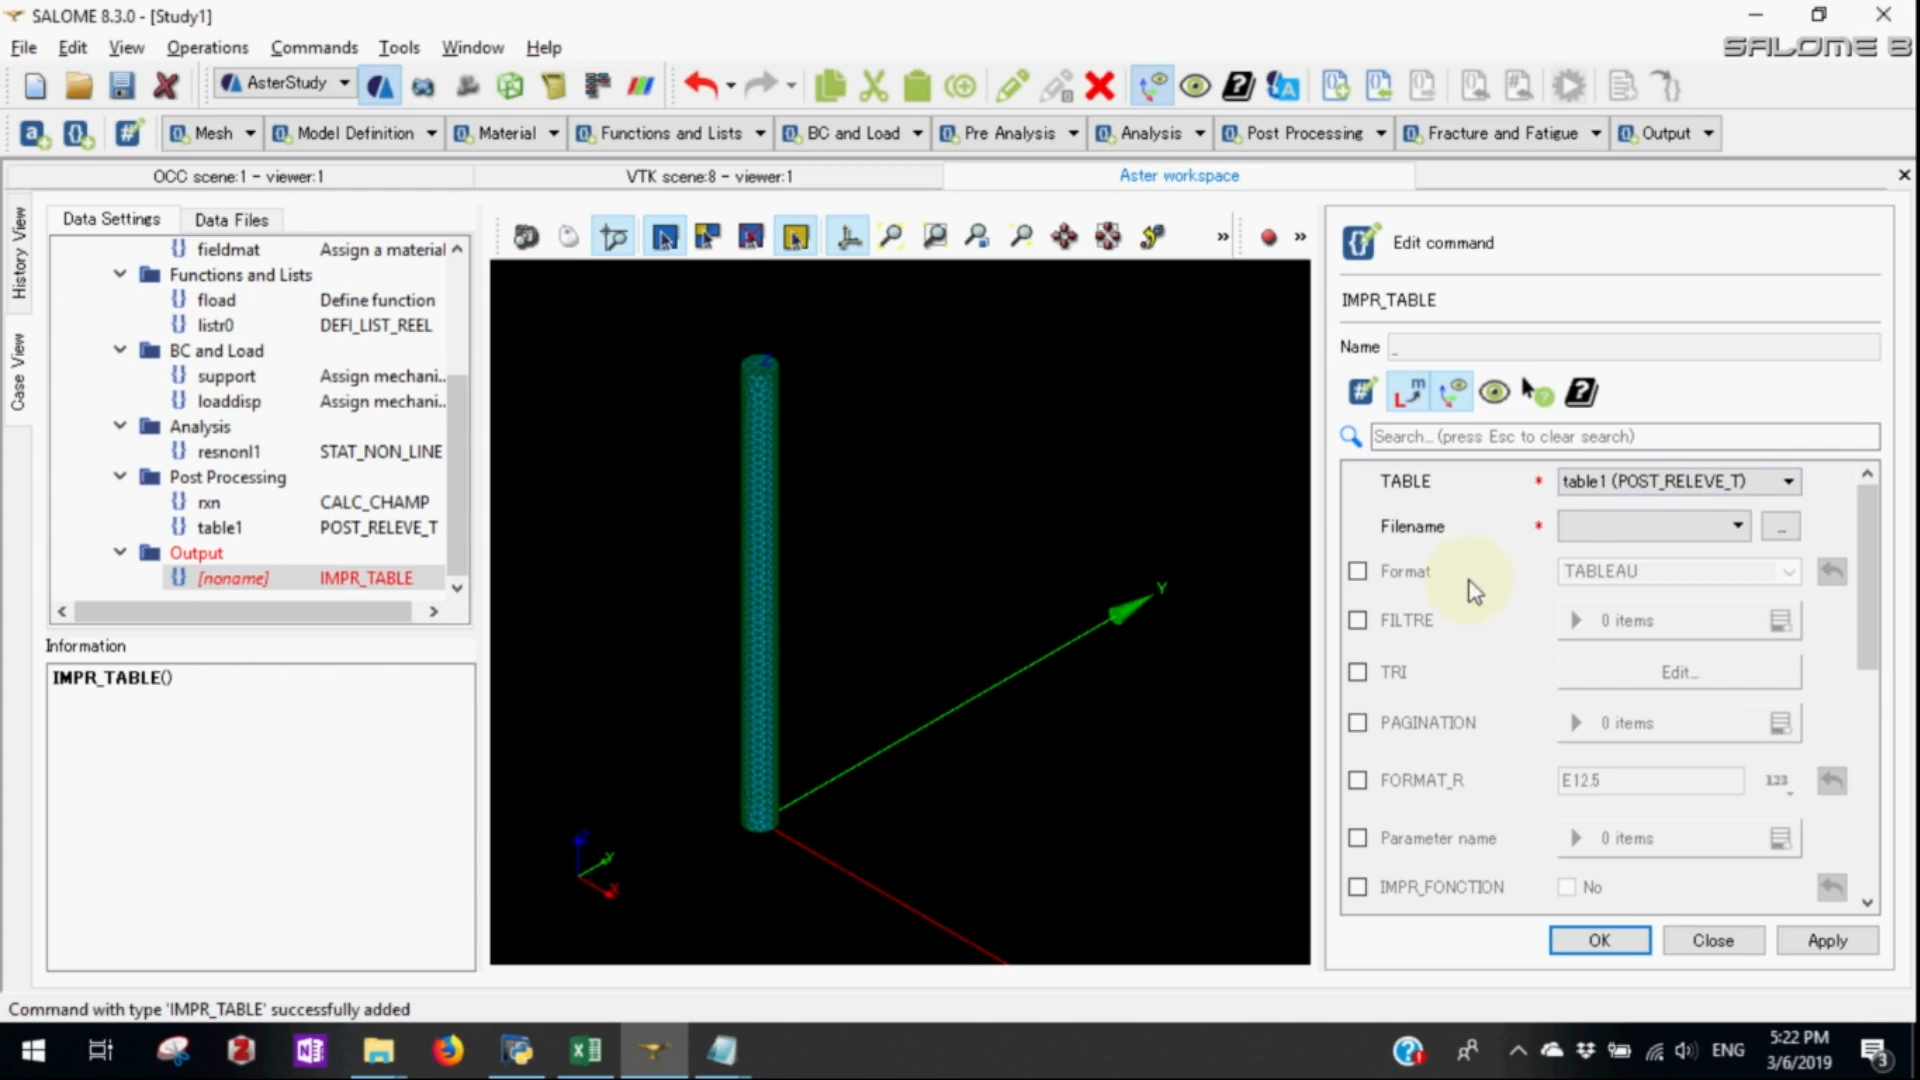 SALOME 8.3.0 - [Study1]
File Edit View Operations Commands Tools Window Help
SALOME 8
AsterStudy
Mesh Model Definition Material Functions and Lists BC and Load Pre Analysis Analysis Post Processing Fracture and Fatigue Output
OCC scene:1 - viewer:1 VTK scene:8 - viewer:1 Aster workspace
History View
Case View
Data Settings Data Files
fieldmat Assign a material
Functions and Lists
fload Define function
listr0 DEFI_LIST_REEL
BC and Load
support Assign mechani..
loaddisp Assign mechani..
Analysis
resnonl1 STAT_NON_LINE
Post Processing
rxn CALC_CHAMP
table1 POST_RELEVE_T
Output
[noname] IMPR_TABLE
Information
IMPR_TABLE()
Z
Y
Z
Y
X
Edit command
IMPR_TABLE
Name _
Search... (press Esc to clear search)
TABLE * table1 (POST_RELEVE_T)
Filename * ...
Format TABLEAU
FILTRE 0 items
TRI Edit...
PAGINATION 0 items
FORMAT_R E12.5 123
Parameter name 0 items
IMPR_FONCTION No
OK Close Apply
Command with type 'IMPR_TABLE' successfully added
ENG
5:22 PM
3/6/2019
3